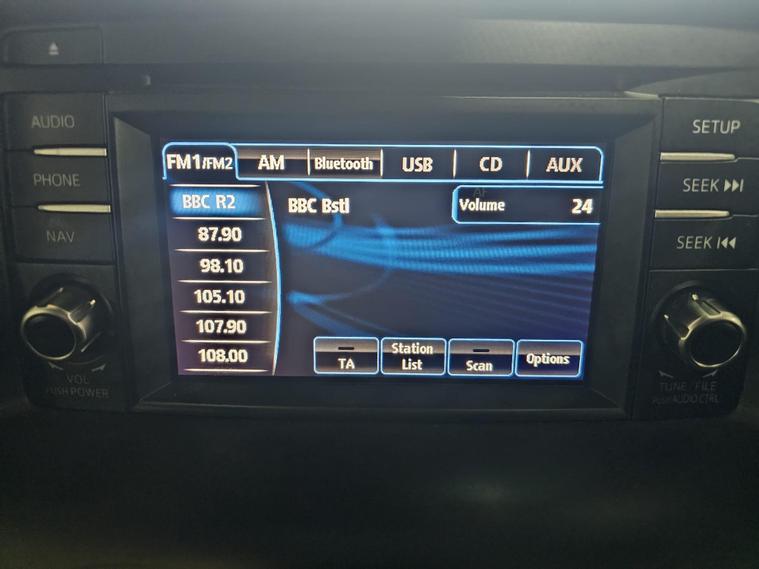 AUDIO
PHONE
NAV
VOL
PUSH POWER
FM1/FM2
AM
Bluetooth
USB
CD
AUX
BBC R2
87.90
98.10
105.10
107.90
108.00
BBC Bstl
AF
Volume 24
TA
Station
List
Scan
Options
SETUP
SEEK
SEEK
TUNE/FILE
PUSH AUDIO CTRL